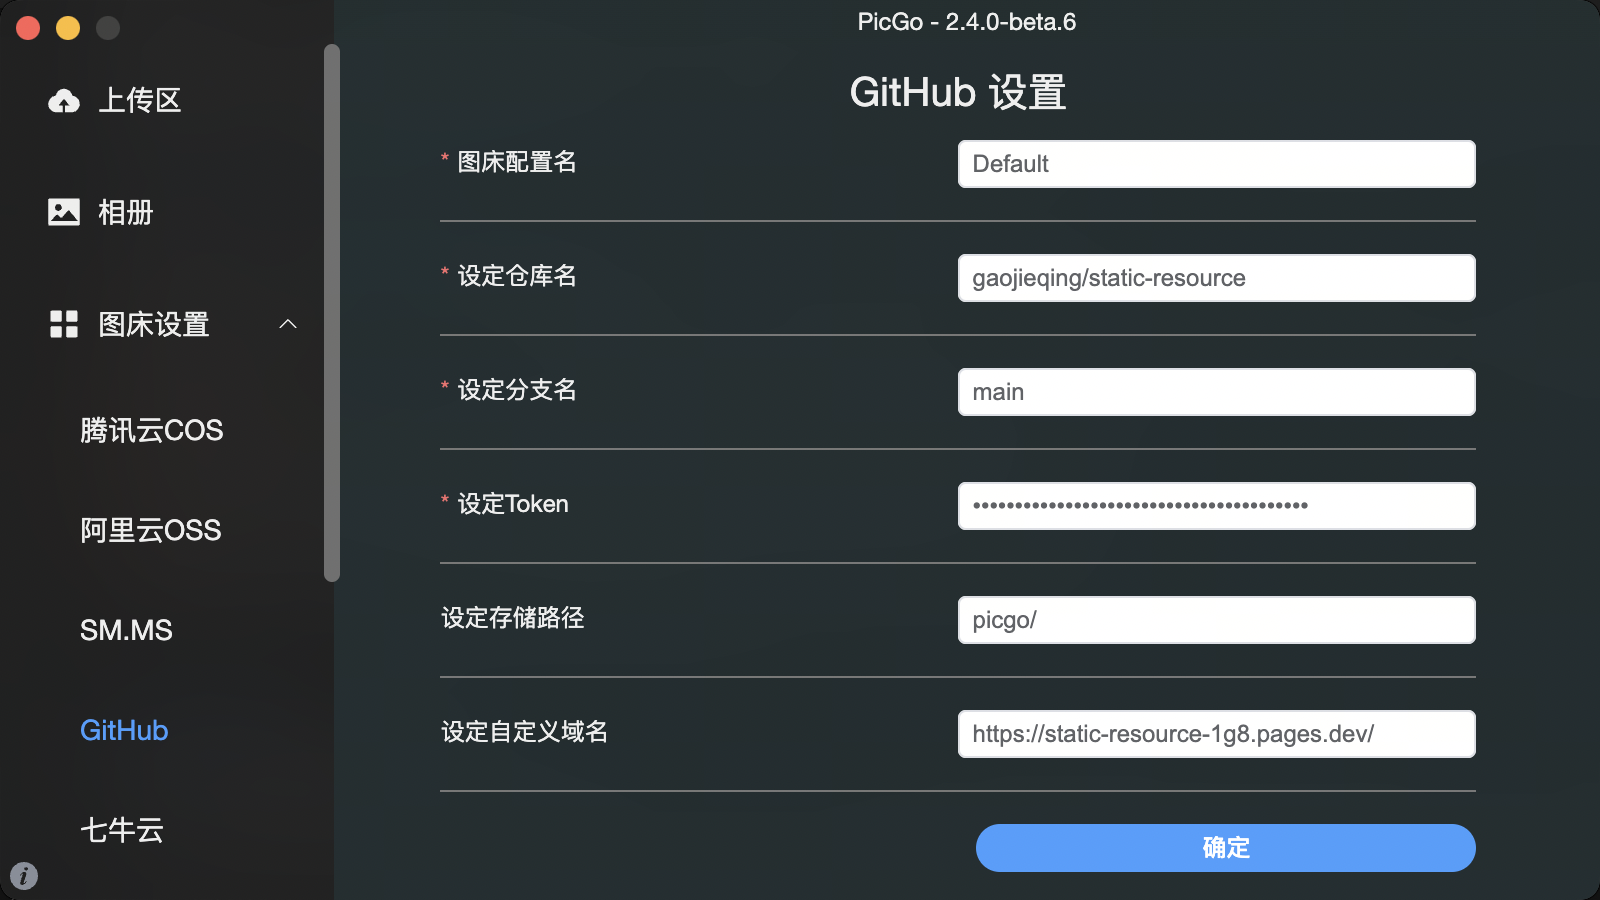 PicGo - 2.4.0-beta.6
上传区
相册
图床设置
腾讯云COS
阿里云OSS
SM.MS
GitHub
七牛云
GitHub 设置
* 图床配置名
Default
* 设定仓库名
gaojieqing/static-resource
* 设定分支名
main
* 设定Token
••••••••••••••••••••••••••••••••••••••••
设定存储路径
picgo/
设定自定义域名
https://static-resource-1g8.pages.dev/
确定